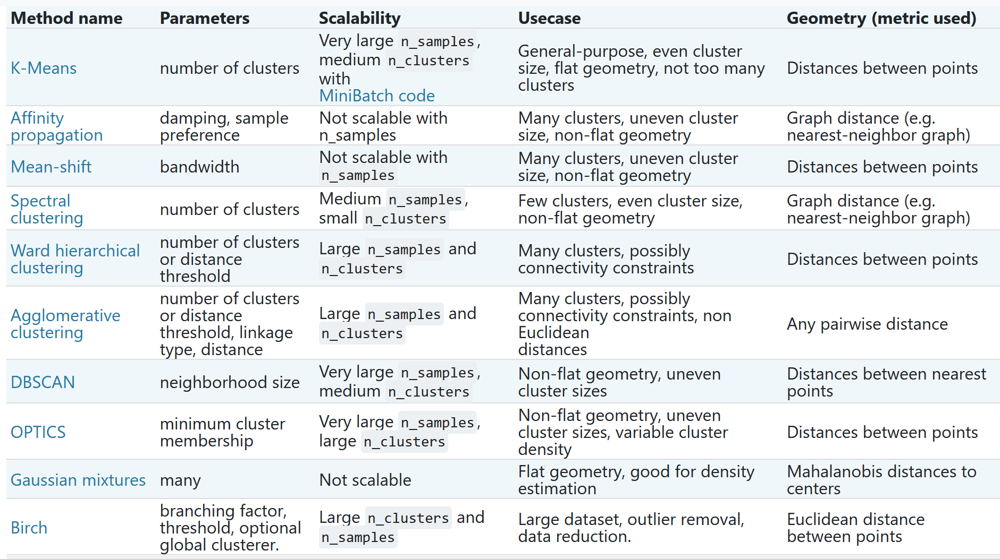 Method name Parameters Scalability Usecase Geometry (metric used)
K-Means
number of clusters
Very large n_samples,
medium n_clusters
with
MiniBatch code
General-purpose, even cluster
size, flat geometry, not too many
clusters
Distances between points
Affinity
propagation
damping, sample
preference
Not scalable with
n_samples
Many clusters, uneven cluster
size, non-flat geometry
Graph distance (e.g.
nearest-neighbor graph)
Mean-shift
bandwidth
Not scalable with
n_samples
Many clusters, uneven cluster
size, non-flat geometry
Distances between points
Spectral
clustering
number of clusters
Medium n_samples,
small n_clusters
Few clusters, even cluster size,
non-flat geometry
Graph distance (e.g.
nearest-neighbor graph)
Ward hierarchical
clustering
number of clusters
or distance
threshold
Large n_samples and
n_clusters
Many clusters, possibly
connectivity constraints
Distances between points
Agglomerative
clustering
number of clusters
or distance
threshold, linkage
type, distance
Large n_samples and
n_clusters
Many clusters, possibly
connectivity constraints, non
Euclidean
distances
Any pairwise distance
DBSCAN
neighborhood size
Very large n_samples,
medium n_clusters
Non-flat geometry, uneven
cluster sizes
Distances between nearest
points
OPTICS
minimum cluster
membership
Very large n_samples,
large n_clusters
Non-flat geometry, uneven
cluster sizes, variable cluster
density
Distances between points
Gaussian mixtures
many
Not scalable
Flat geometry, good for density
estimation
Mahalanobis distances to
centers
Birch
branching factor,
threshold, optional
global clusterer.
Large n_clusters and
n_samples
Large dataset, outlier removal,
data reduction.
Euclidean distance
between points